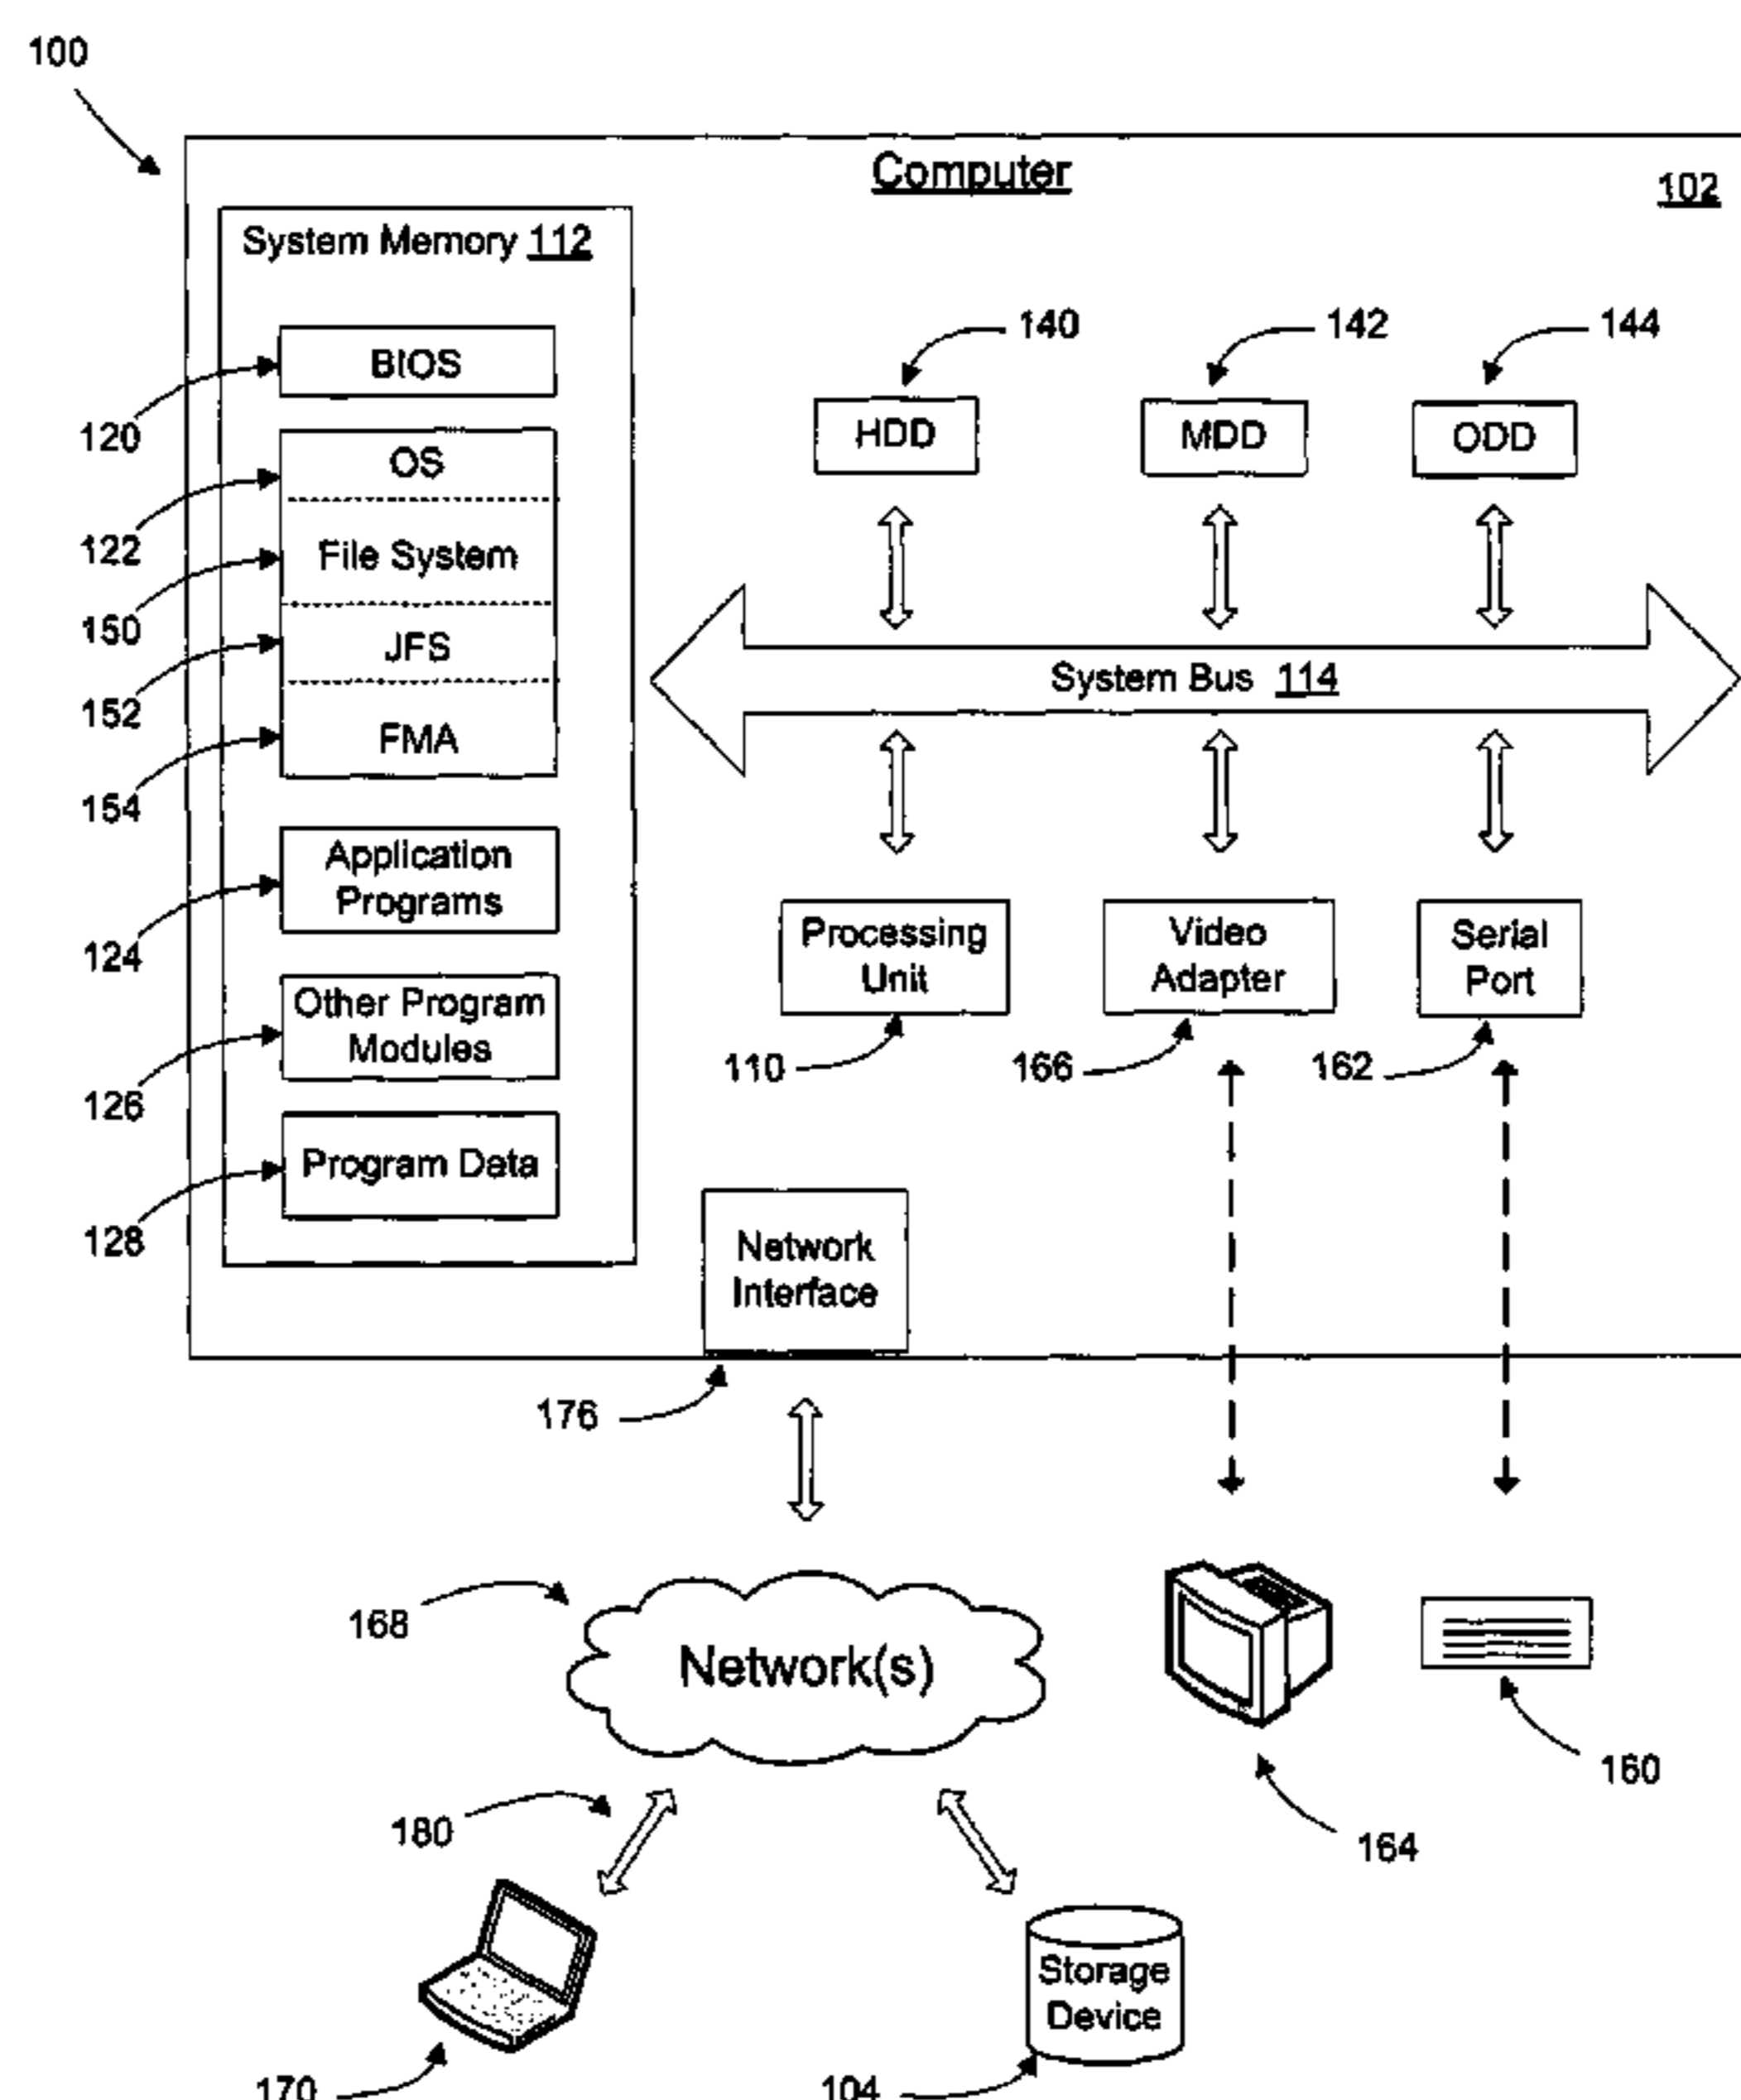 100
Computer
102
System Memory 112
BIOS
120
OS
122
File System
150
JFS
152
FMA
154
Application
Programs
124
Other Program
Modules
126
Program Data
128
140
142
144
HDD
MDD
ODD
System Bus 114
Processing
Unit
Video
Adapter
Serial
Port
110
166
162
Network
Interface
176
168
Network(s)
160
164
180
Storage
Device
170
104